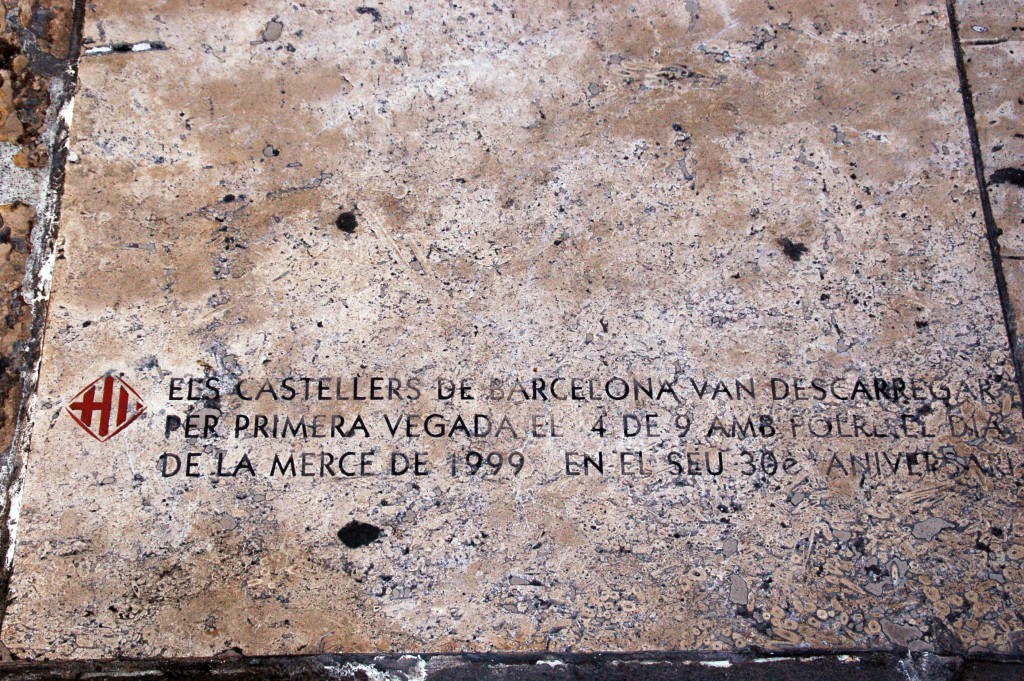 ELS CASTELLERS DE BARCELONA VAN DESCARREGAR
PER PRIMERA VEGADA EL 4 DE 9 AMB FOLRE, EL DIA
DE LA MERCE DE 1999 EN EL SEU 30è ANIVERSARI